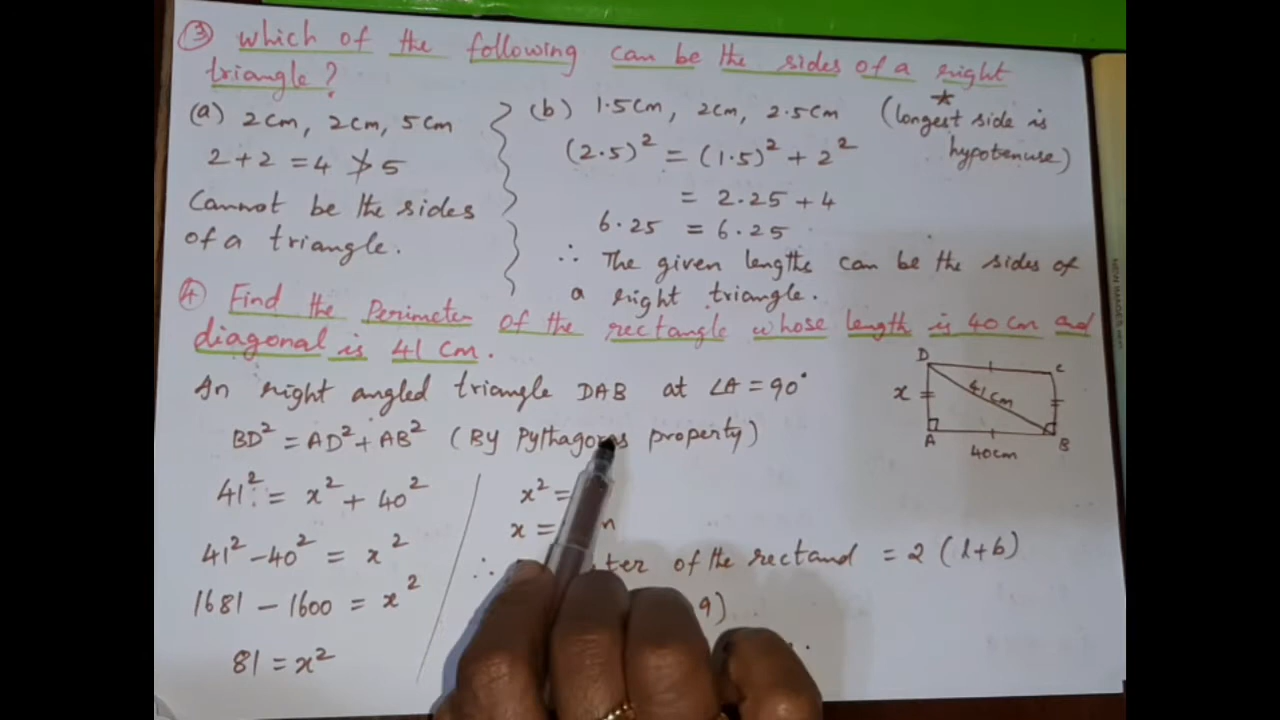 ③ Which of the following can be the sides of a right
triangle?
(a) 2cm, 2cm, 5cm
2 + 2 = 4 ≯ 5
Cannot be the sides
of a triangle.
(b) 1.5cm, 2cm, 2.5cm
(2.5)² = (1.5)² + 2²
= 2.25 + 4
6.25 = 6.25
∴ The given lengths can be the sides of
a right triangle.
*
(longest side is
hypotenuse)
④ Find the Perimeter of the rectangle whose length is 40 cm and
diagonal is 41 cm.
In right angled triangle DAB at ∠A = 90°
BD² = AD² + AB² (By Pythagoras property)
41² = x² + 40²
41² - 40² = x²
1681 - 1600 = x²
81 = x²
x² =
x =
∴ of the rectand = 2 (l+b)
9)
D
C
x
41cm
A
B
40cm